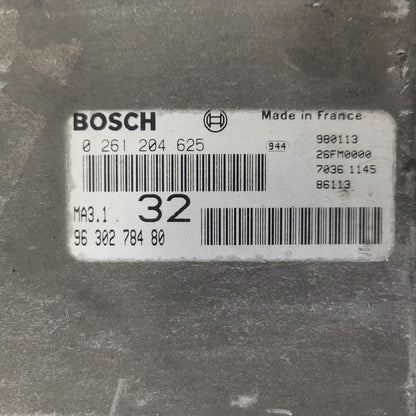 BOSCH
Made in France
0 261 204 625
944
980113
26FM0000
7036 1145
86113
MA3.1 32
96 302 784 80